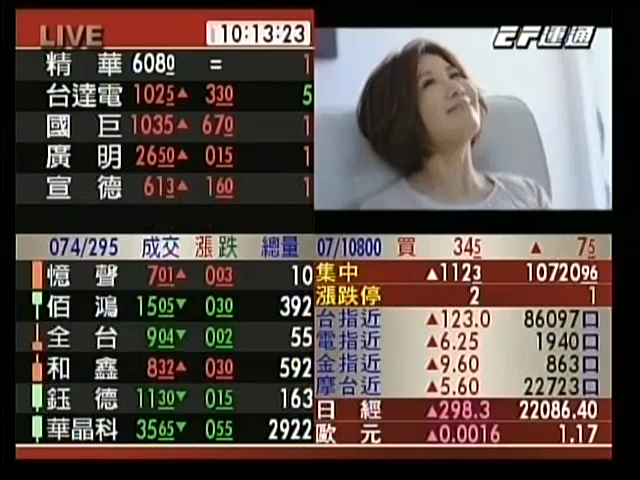 LIVE 10:13:23
精華 6080 = 1
台達電 1025▲ 330 5
國巨 1035▲ 670 1
廣明 2650▲ 015 1
宣德 613▲ 160 1
074/295 成交 漲跌 總量
憶聲 701▲ 003 10
佰鴻 1505▼ 030 392
全台 904▼ 002 55
和鑫 832▲ 030 592
鈺德 1130▼ 015 163
華晶科 3565▼ 055 2922
運通
07/10800 買 345 ▲ 75
集中 ▲1123 1072096
漲跌停 2 1
台指近 ▲123.0 86097口
電指近 ▲6.25 1940口
金指近 ▲9.60 863口
摩台近 ▲5.60 22723口
日經 ▲298.3 22086.40
歐元 ▲0.0016 1.17